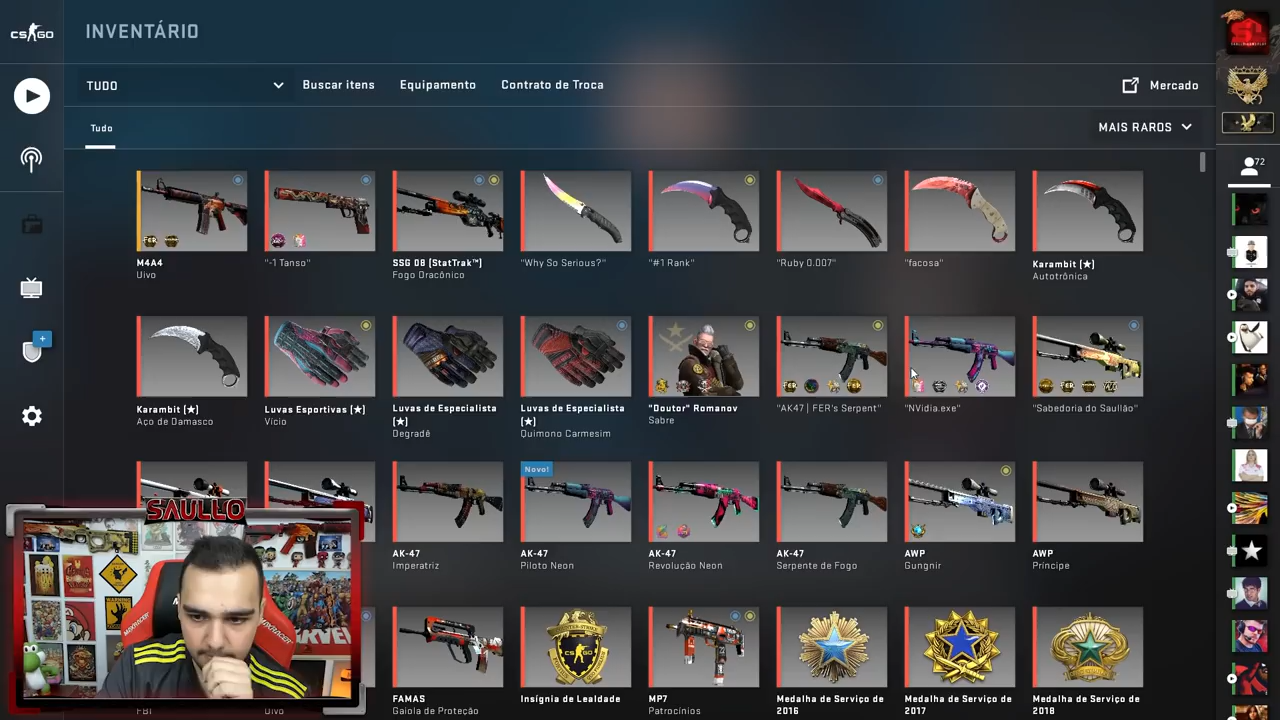 CS GO
INVENTÁRIO
TUDO
Buscar itens
Equipamento
Contrato de Troca
Mercado
Tudo
MAIS RAROS
72
M4A4
Uivo
"-1 Tanso"
SSG 08 (StatTrak™)
Fogo Dracônico
"Why So Serious?"
"#1 Rank"
"Ruby 0.007"
"facosa"
Karambit (★)
Autotrônica
Karambit (★)
Aço de Damasco
Luvas Esportivas (★)
Vício
Luvas de Especialista
(★)
Degradê
Luvas de Especialista
(★)
Quimono Carmesim
"Doutor" Romanov
Sabre
"AK47 | FER's Serpent"
"NVidia.exe"
"Sabedoria do Saullão"
Novo!
AK-47
Imperatriz
AK-47
Piloto Neon
AK-47
Revolução Neon
AK-47
Serpente de Fogo
AWP
Gungnir
AWP
Príncipe
SAULLO
FBI
Uivo
FAMAS
Gaiola de Proteção
Insígnia de Lealdade
MP7
Patrocínios
Medalha de Serviço de
2016
Medalha de Serviço de
2017
Medalha de Serviço de
2018